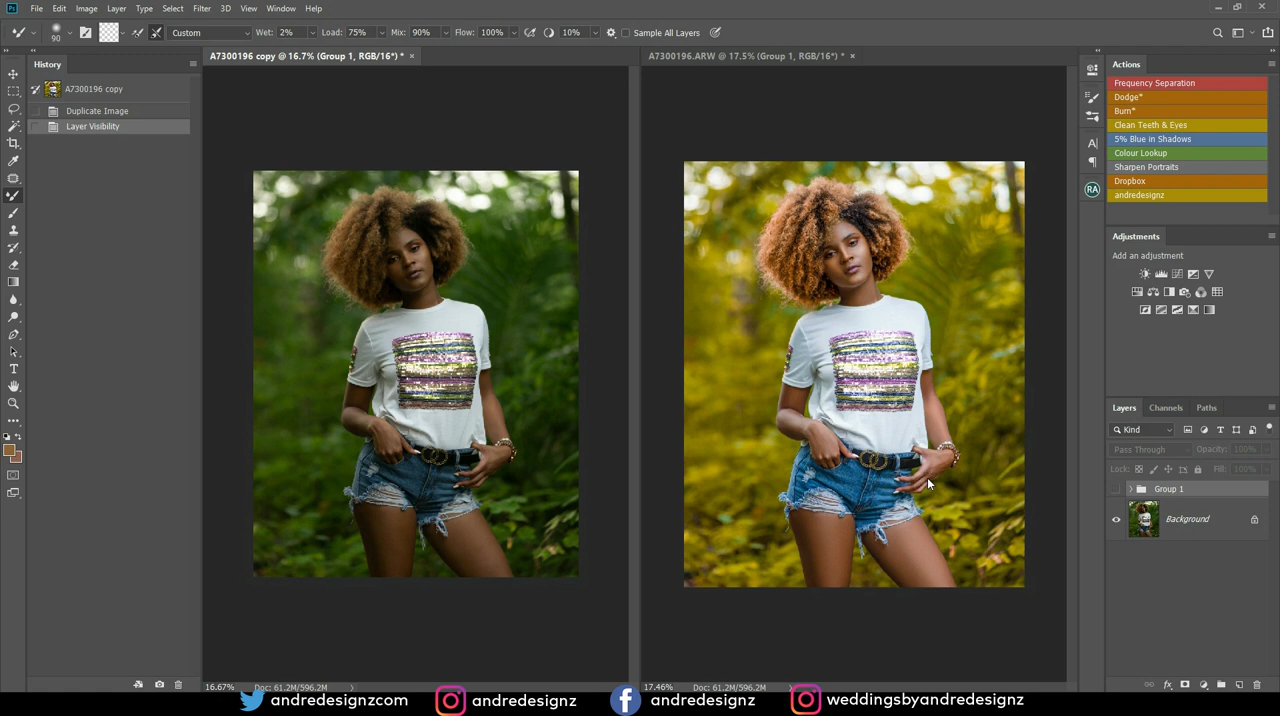 Ps File Edit Image Layer Type Select Filter 3D View Window Help
90 Custom Wet: 2% Load: 75% Mix: 90% Flow: 100% 10% Sample All Layers
History
A7300196 copy @ 16.7% (Group 1, RGB/16*) * ×
A7300196.ARW @ 17.5% (Group 1, RGB/16*) * ×
A7300196 copy
Duplicate Image
Layer Visibility
Actions
Frequency Separation
Dodge*
Burn*
Clean Teeth & Eyes
5% Blue in Shadows
Colour Lookup
Sharpen Portraits
Dropbox
andredesignz
RA
Adjustments
Add an adjustment
Layers Channels Paths
Kind
Pass Through Opacity: 100%
Lock: Fill: 100%
Group 1
Background
fx
16.67% Doc: 61.2M/596.2M
17.46% Doc: 61.2M/596.2M
andredesignzcom andredesignz andredesignz weddingsbyandredesignz